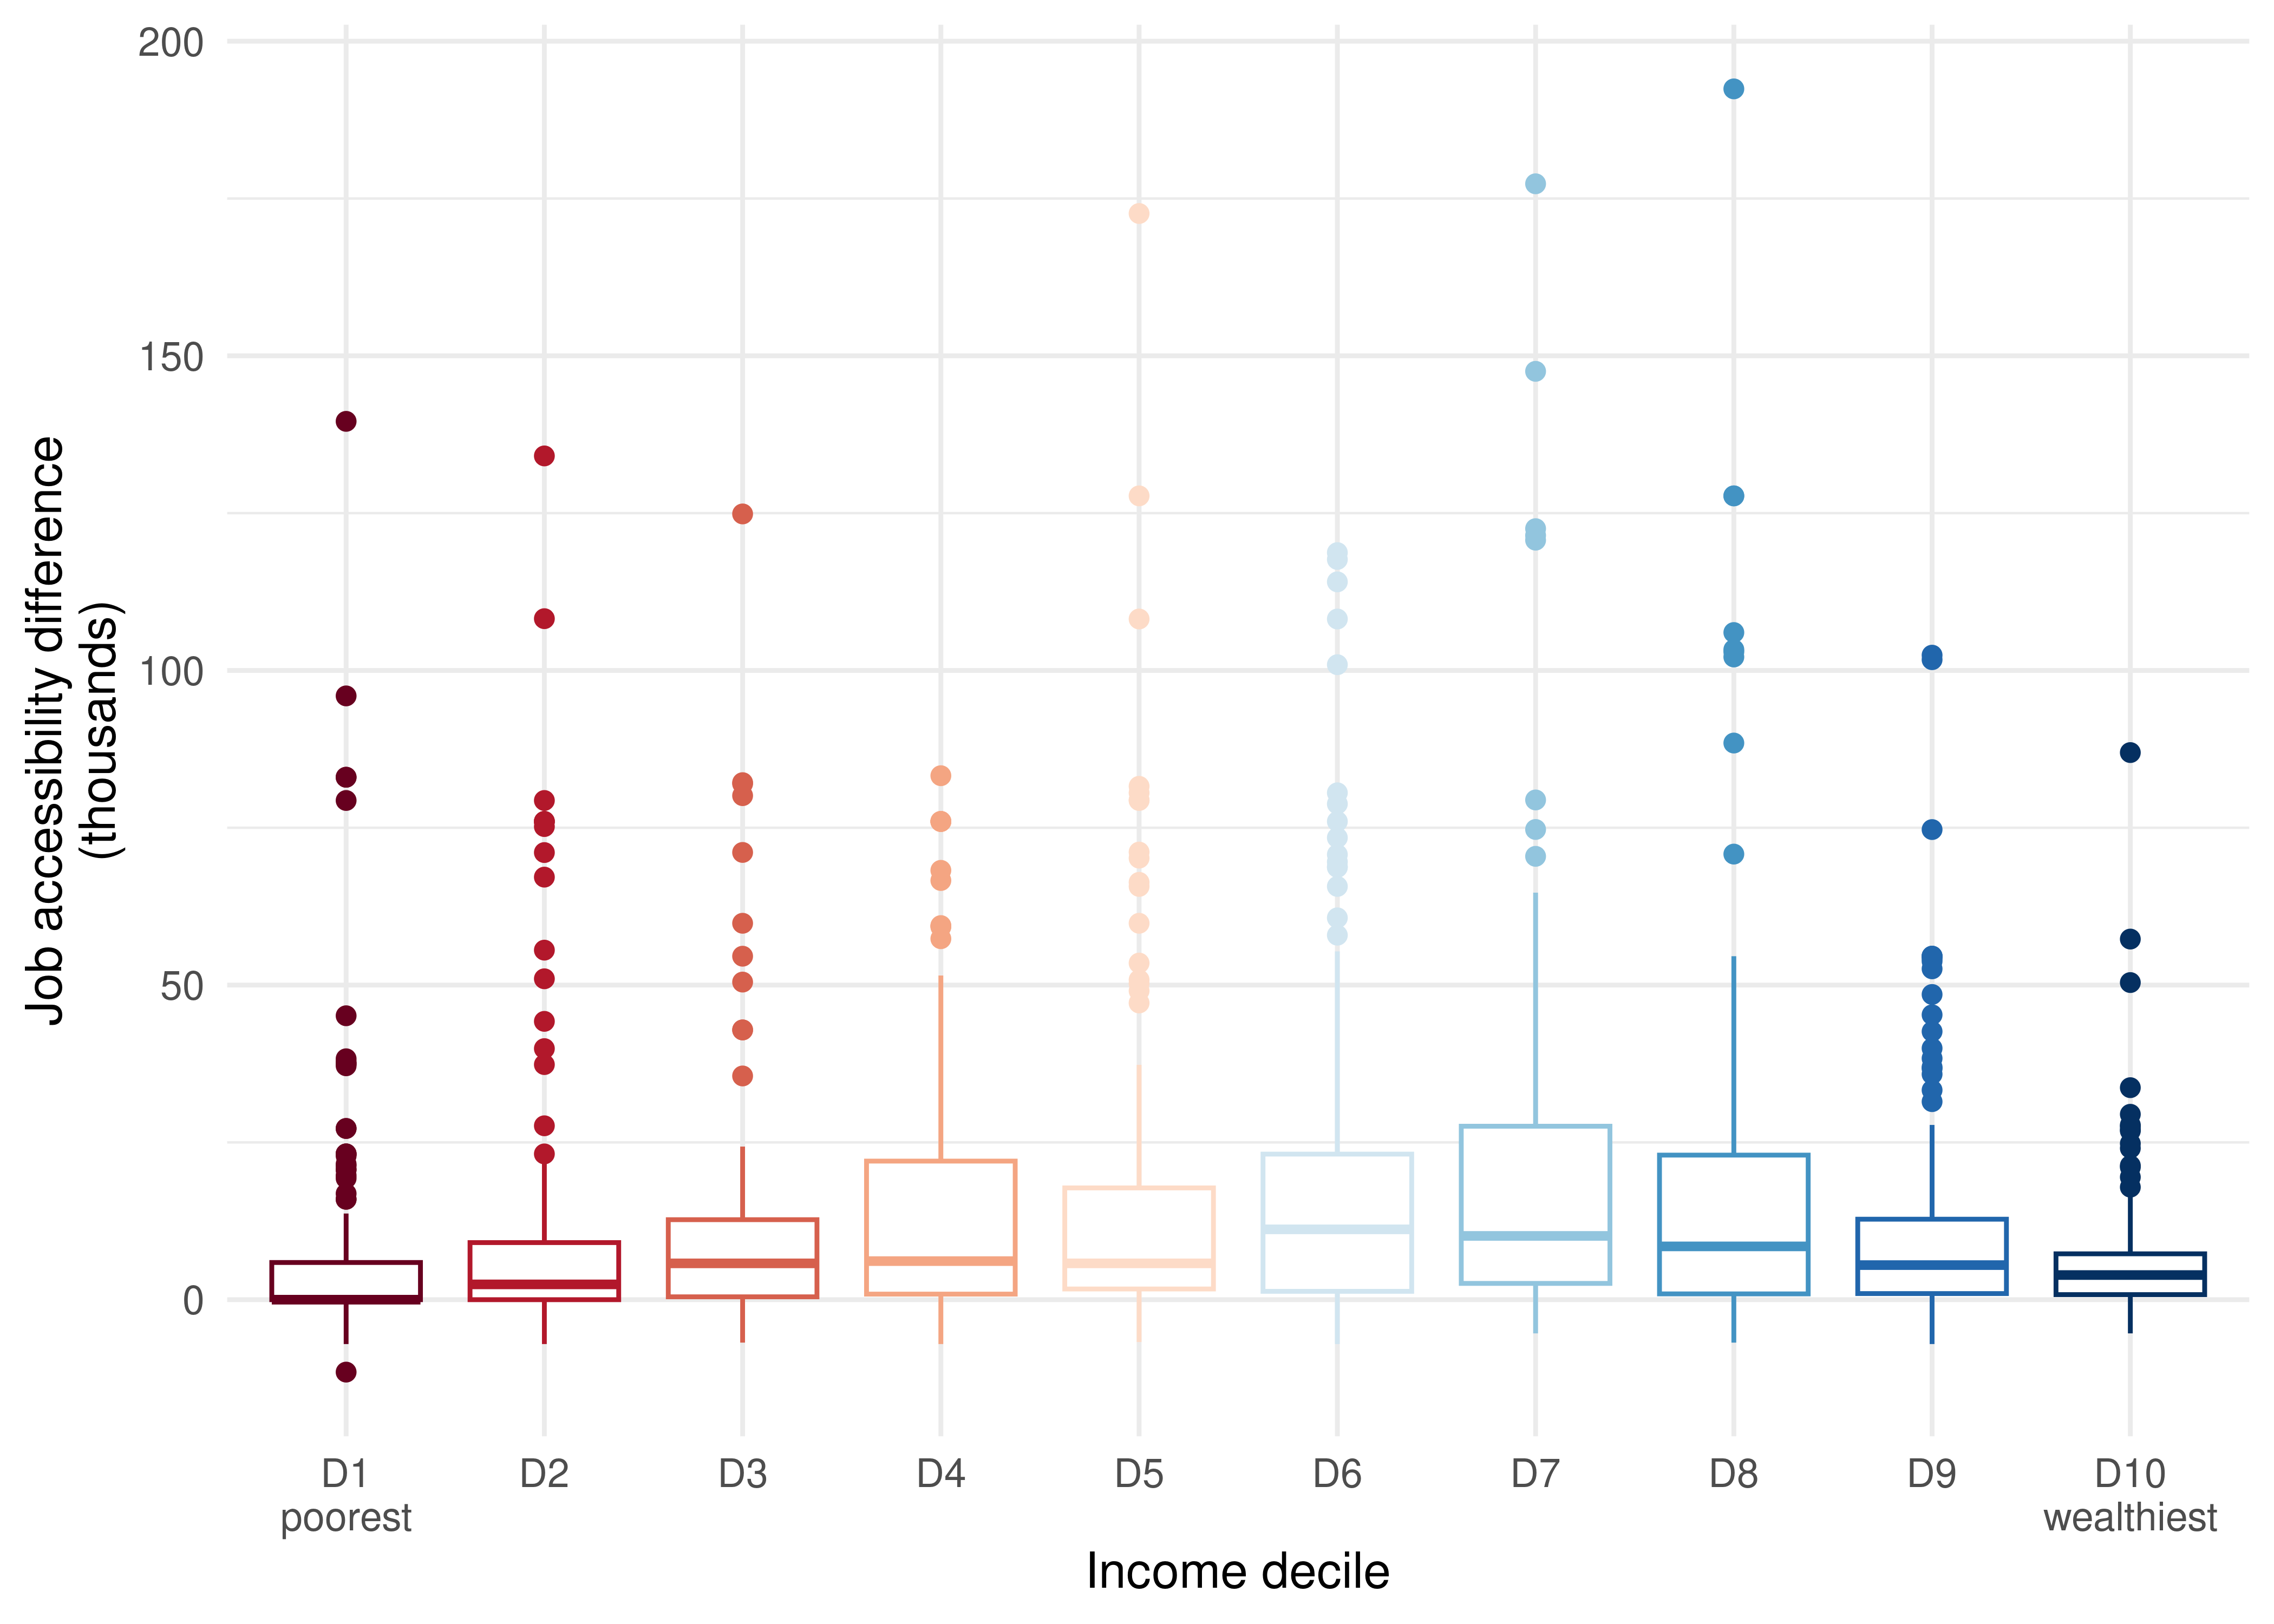 200
150
100
50
0
Job accessibility difference
(thousands)
D1 D2 D3 D4 D5 D6 D7 D8 D9 D10
poorest wealthiest
Income decile